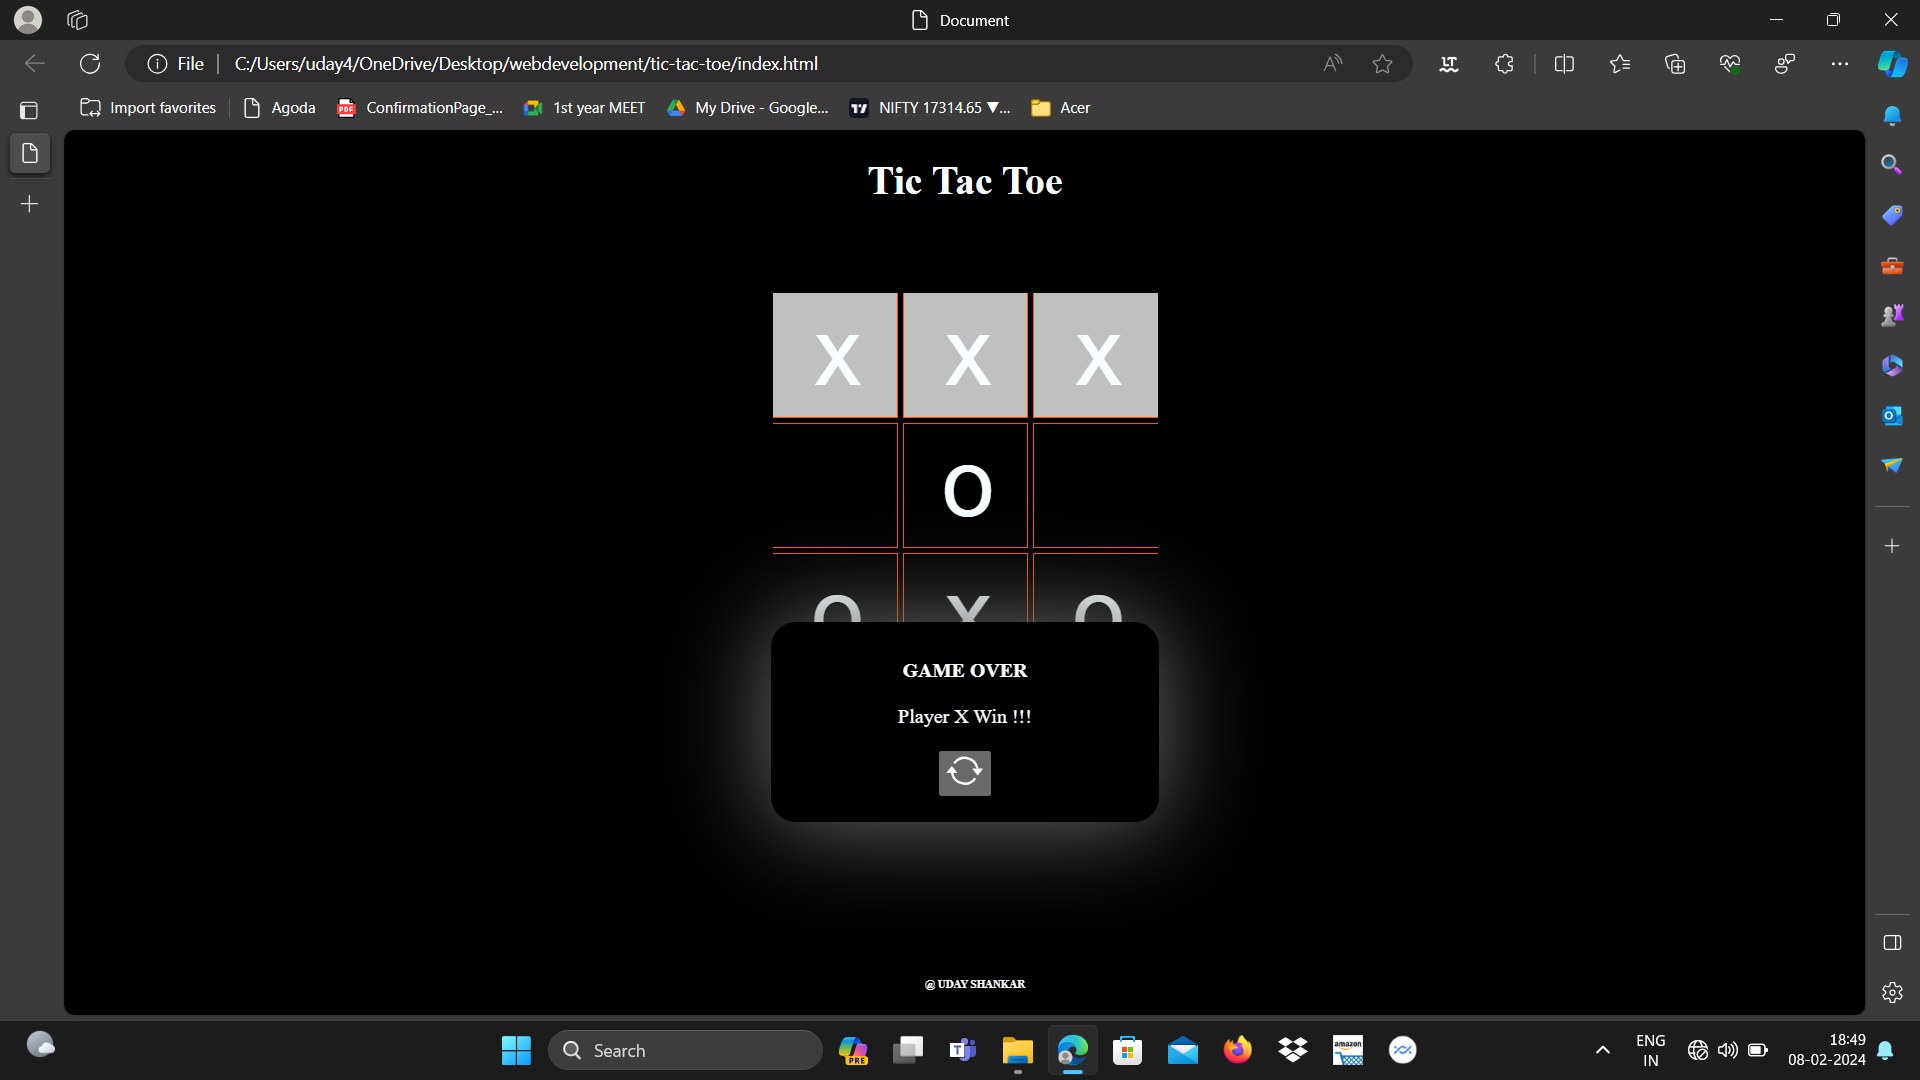 Document
File
C:/Users/uday4/OneDrive/Desktop/webdevelopment/tic-tac-toe/index.html
Import favorites
Agoda
ConfirmationPage_...
1st year MEET
My Drive - Google...
NIFTY 17314.65 ▼...
Acer
Tic Tac Toe
X X X
O
O X O
GAME OVER
Player X Win !!!
@ UDAY SHANKAR
Search
PRE
amazon
ENG
IN
18:49
08-02-2024